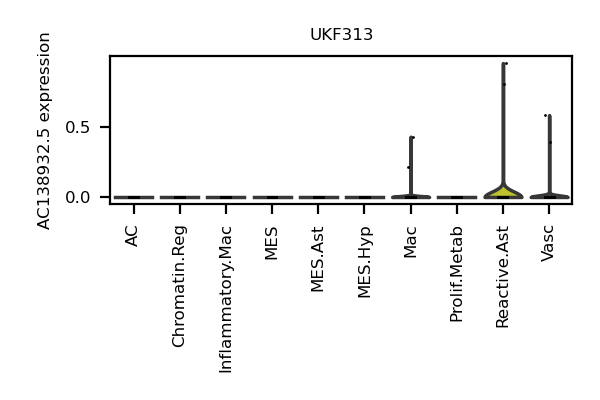 UKF313
AC138932.5 expression
0.5
0.0
AC
Chromatin.Reg
Inflammatory.Mac
MES
MES.Ast
MES.Hyp
Mac
Prolif.Metab
Reactive.Ast
Vasc